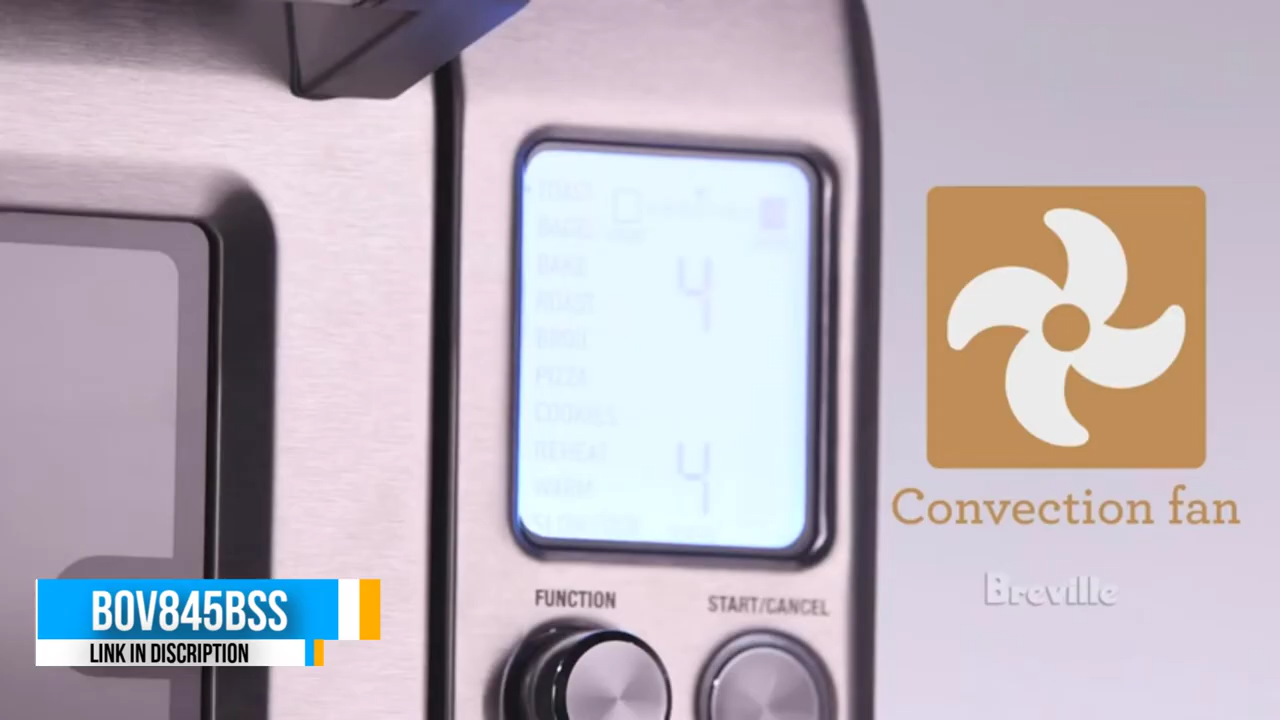 TOAST
BAGEL
BAKE
ROAST
BROIL
PIZZA
COOKIES
REHEAT
WARM
4
4
Convection fan
Breville
FUNCTION
START/CANCEL
BOV845BSS
LINK IN DISCRIPTION